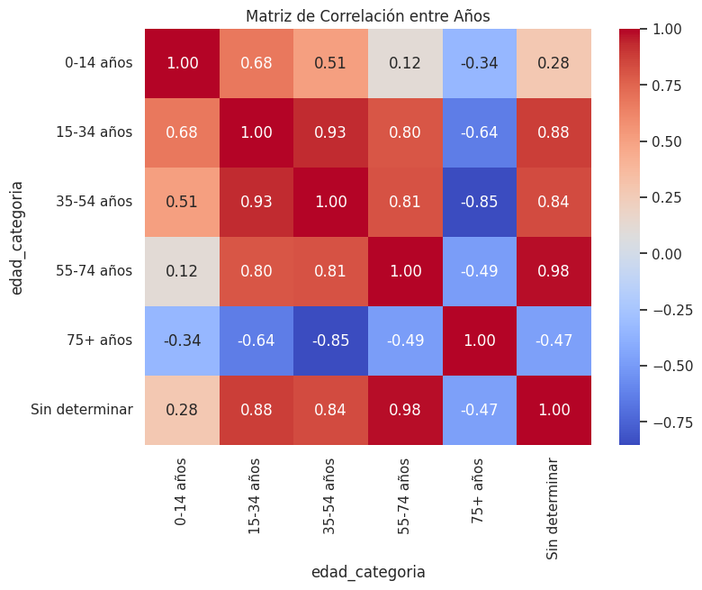 Matriz de Correlación entre Años
edad_categoria
0-14 años 1.00 0.68 0.51 0.12 -0.34 0.28
15-34 años 0.68 1.00 0.93 0.80 -0.64 0.88
35-54 años 0.51 0.93 1.00 0.81 -0.85 0.84
55-74 años 0.12 0.80 0.81 1.00 -0.49 0.98
75+ años -0.34 -0.64 -0.85 -0.49 1.00 -0.47
Sin determinar 0.28 0.88 0.84 0.98 -0.47 1.00
0-14 años
15-34 años
35-54 años
55-74 años
75+ años
Sin determinar
edad_categoria
1.00
0.75
0.50
0.25
0.00
−0.25
−0.50
−0.75